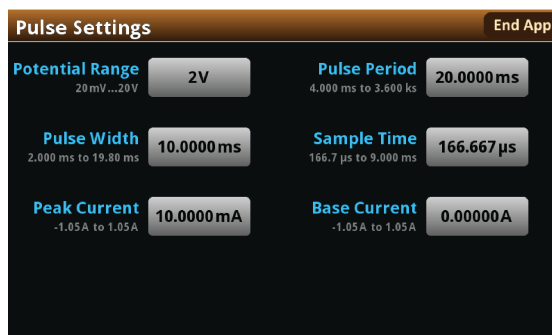 Pulse Settings
End App
Potential Range
20mV...20V
2V
Pulse Period
4.000 ms to 3.600 ks
20.0000ms
Pulse Width
2.000 ms to 19.80 ms
10.0000ms
Sample Time
166.7 µs to 9.000 ms
166.667µs
Peak Current
-1.05A to 1.05A
10.0000mA
Base Current
-1.05A to 1.05A
0.00000A